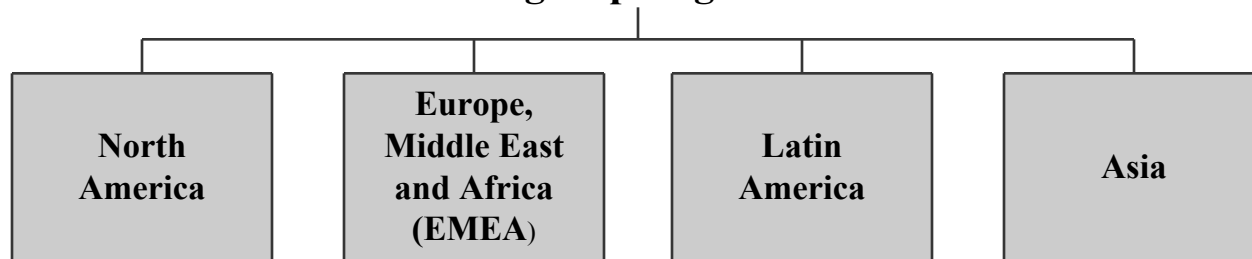 North
America
Europe,
Middle East
and Africa
(EMEA)
Latin
America
Asia